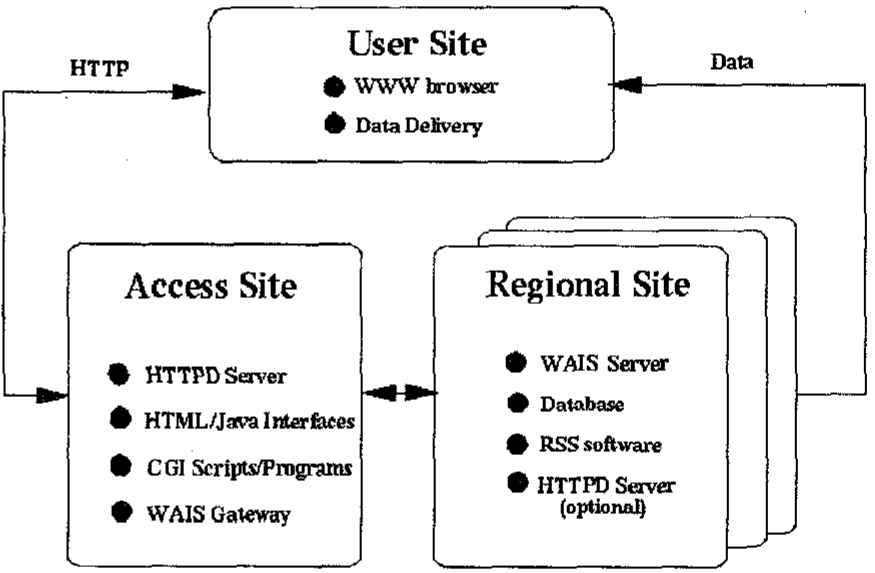 User Site
HTTP
WWW browser
Data
Data Delivery
Access Site
HTTPD Server
HTML/Java Interfaces
CGI Scripts/Programs
WAIS Gateway
Regional Site
WAIS Server
Database
RSS software
HTTPD Server
(optional)